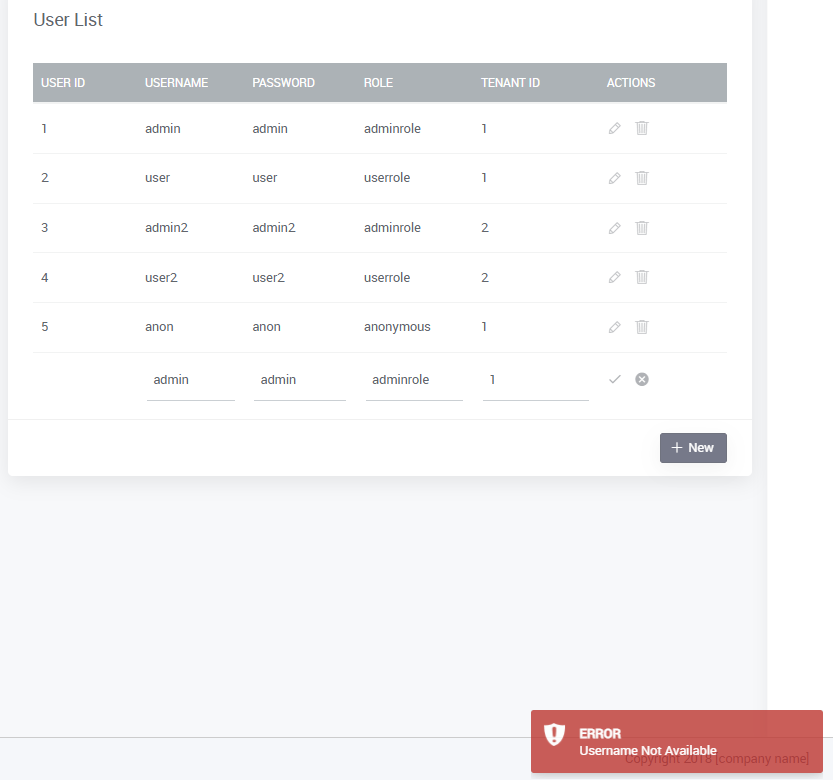 User List
USER ID USERNAME PASSWORD ROLE TENANT ID ACTIONS
1 admin admin adminrole 1
2 user user userrole 1
3 admin2 admin2 adminrole 2
4 user2 user2 userrole 2
5 anon anon anonymous 1
admin admin adminrole 1
+ New
ERROR
Username Not Available
Copyright 2018 [company name]